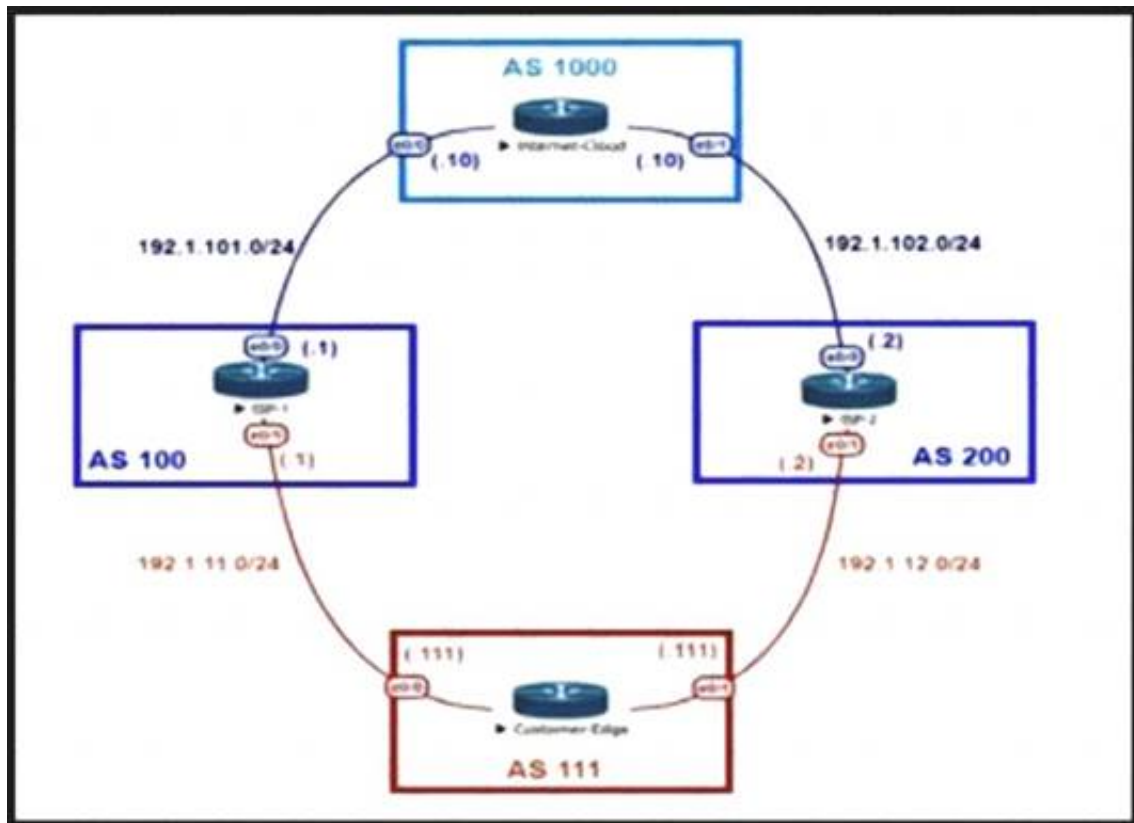 AS 1000
Internet-Cloud
e0/0
(.10)
(.10)
e0/1
192.1.101.0/24
192.1.102.0/24
e0/0
(.1)
(.2)
e0/0
ISP-1
ISP-2
e0/1
(.1)
AS 100
(.2)
e0/1
AS 200
192 1 11 0/24
192 1 12 0/24
(.111)
(.111)
e0/0
e0/1
Customer-Edge
AS 111